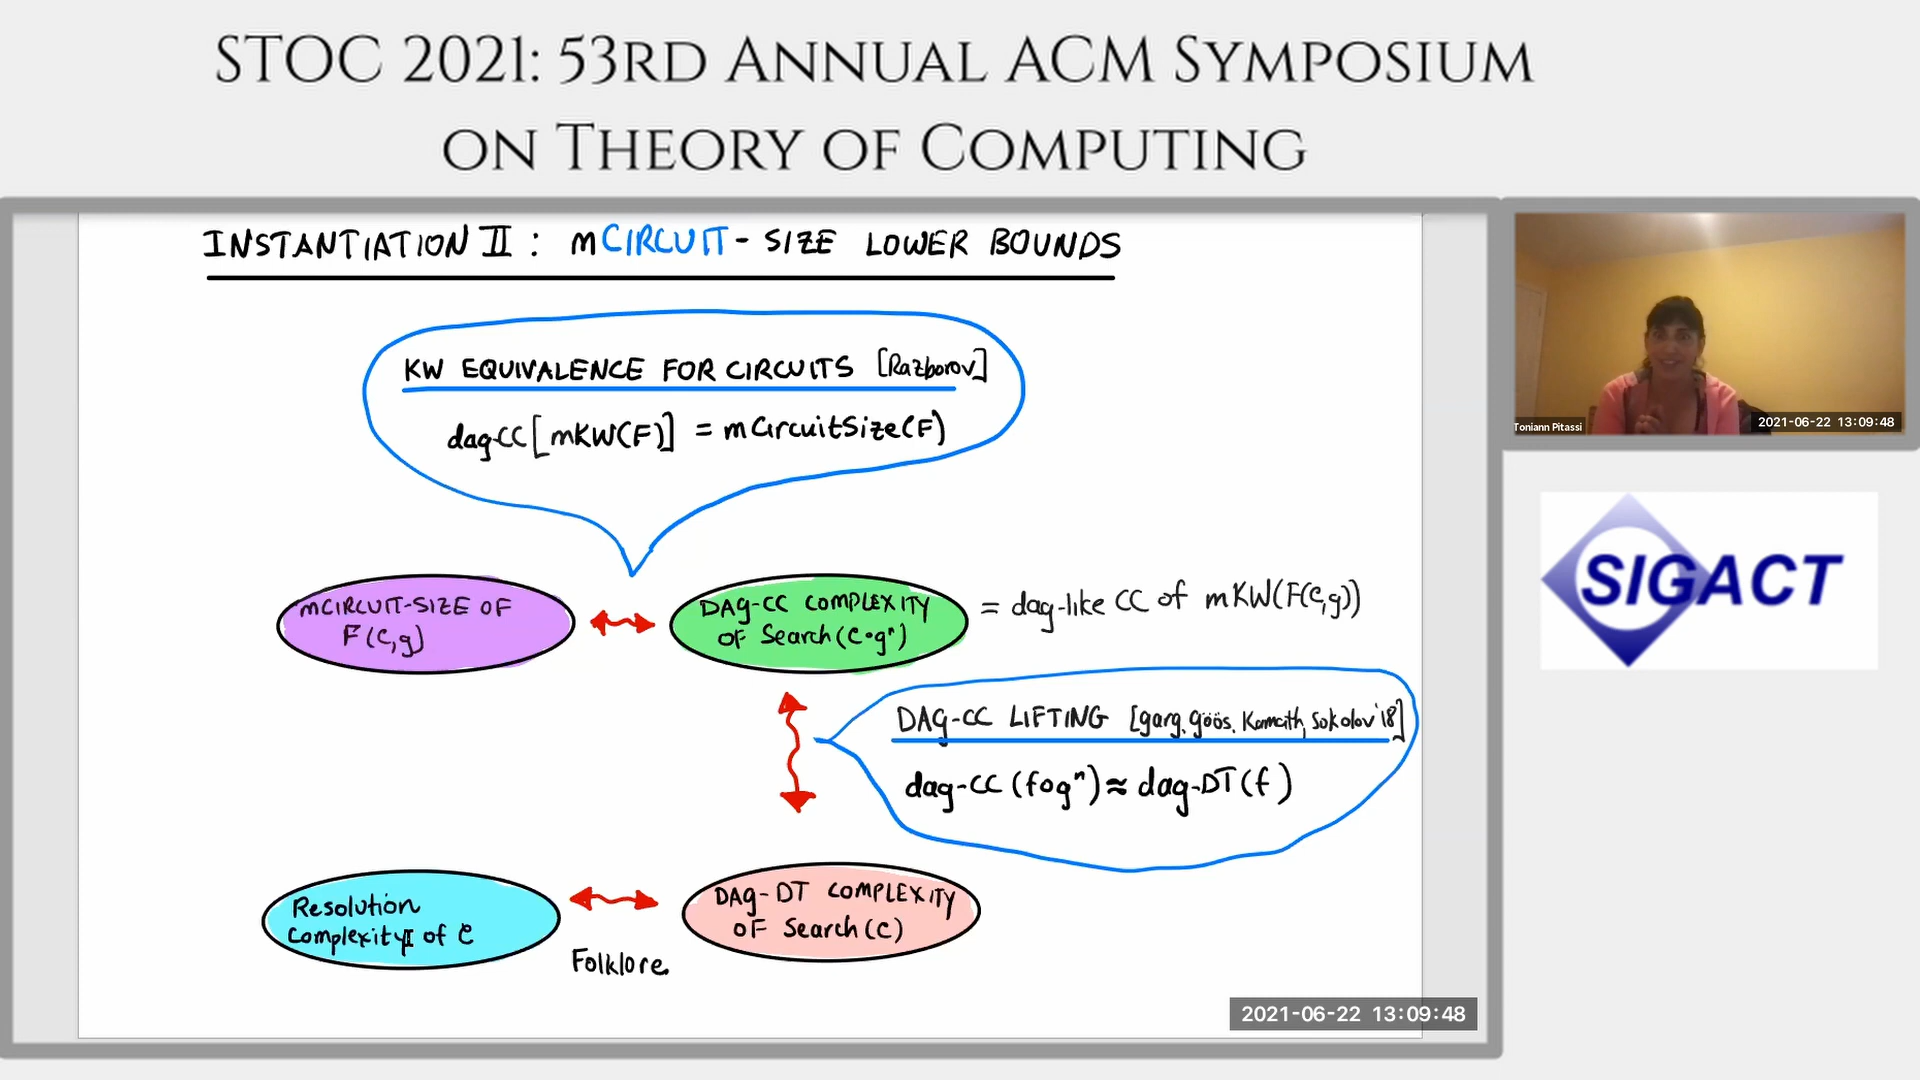 STOC 2021: 53RD ANNUAL ACM SYMPOSIUM
ON THEORY OF COMPUTING
INSTANTIATION II : mCIRCUIT - SIZE LOWER BOUNDS
KW EQUIVALENCE FOR CIRCUITS [Razborov]
dag-CC [mKW(F)] = mCircuitSize(F)
mCIRCUIT-SIZE OF
F(C,g)
DAG-CC COMPLEXITY
OF Search(C∘gⁿ)
= dag-like CC of mKW(F(C,g))
DAG-CC LIFTING [Garg, Göös, Kamath, Sokolov '18]
dag-CC (fogⁿ) ≈ dag-DT(f)
Resolution
Complexity of C
Folklore
DAG-DT COMPLEXITY
OF Search(C)
2021-06-22 13:09:48
Toniann Pitassi
2021-06-22 13:09:48
SIGACT